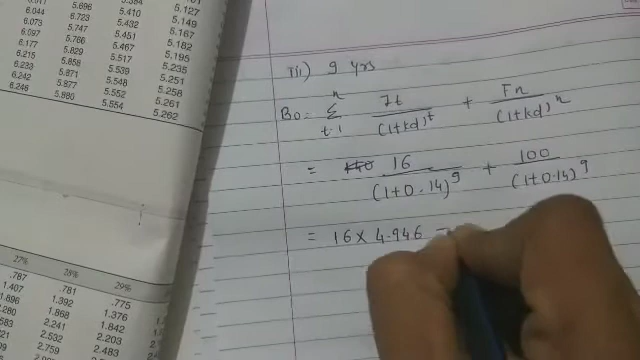 6.044 5.696 5.410 5.149
6.073 6.723 5.432 5.167
6.097 5.747 5.451 5.182
6.177 5.766 5.467 5.195
6.215 5.829 5.517 5.235
6.233 5.858 5.539 5.251
6.242 5.871 5.548 5.258
6.246 5.877 5.552 5.261
5.880 5.554 5.262
27% 28% 29%
.787 .781 .775
1.407 1.392 1.376
1.896 1.868 1.842
2.241 2.203
2.532 2.483
2.759
iii) 9 yrs
B0 = n Σ t=1 It / (1+kd)^t + Fn / (1+kd)^n
= 16 / (1+0.14)^9 + 100 / (1+0.14)^9
= 16 × 4.946